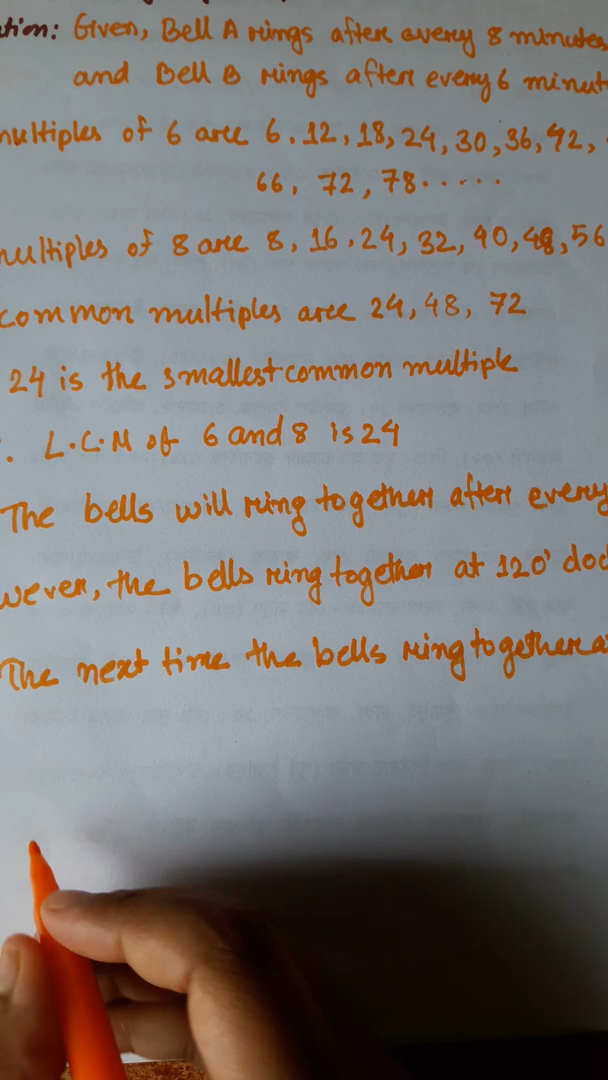 tion: Given, Bell A rings after every 8 minutes
and Bell B rings after every 6 minut
multiples of 6 are 6, 12, 18, 24, 30, 36, 42,
66, 72, 78.....
multiples of 8 are 8, 16, 24, 32, 40, 48, 56
common multiples are 24, 48, 72
24 is the smallest common multiple
. L.C.M of 6 and 8 is 24
The bells will ring together after every
wever, the bells ring together at 120'
The next time the bells ring together a